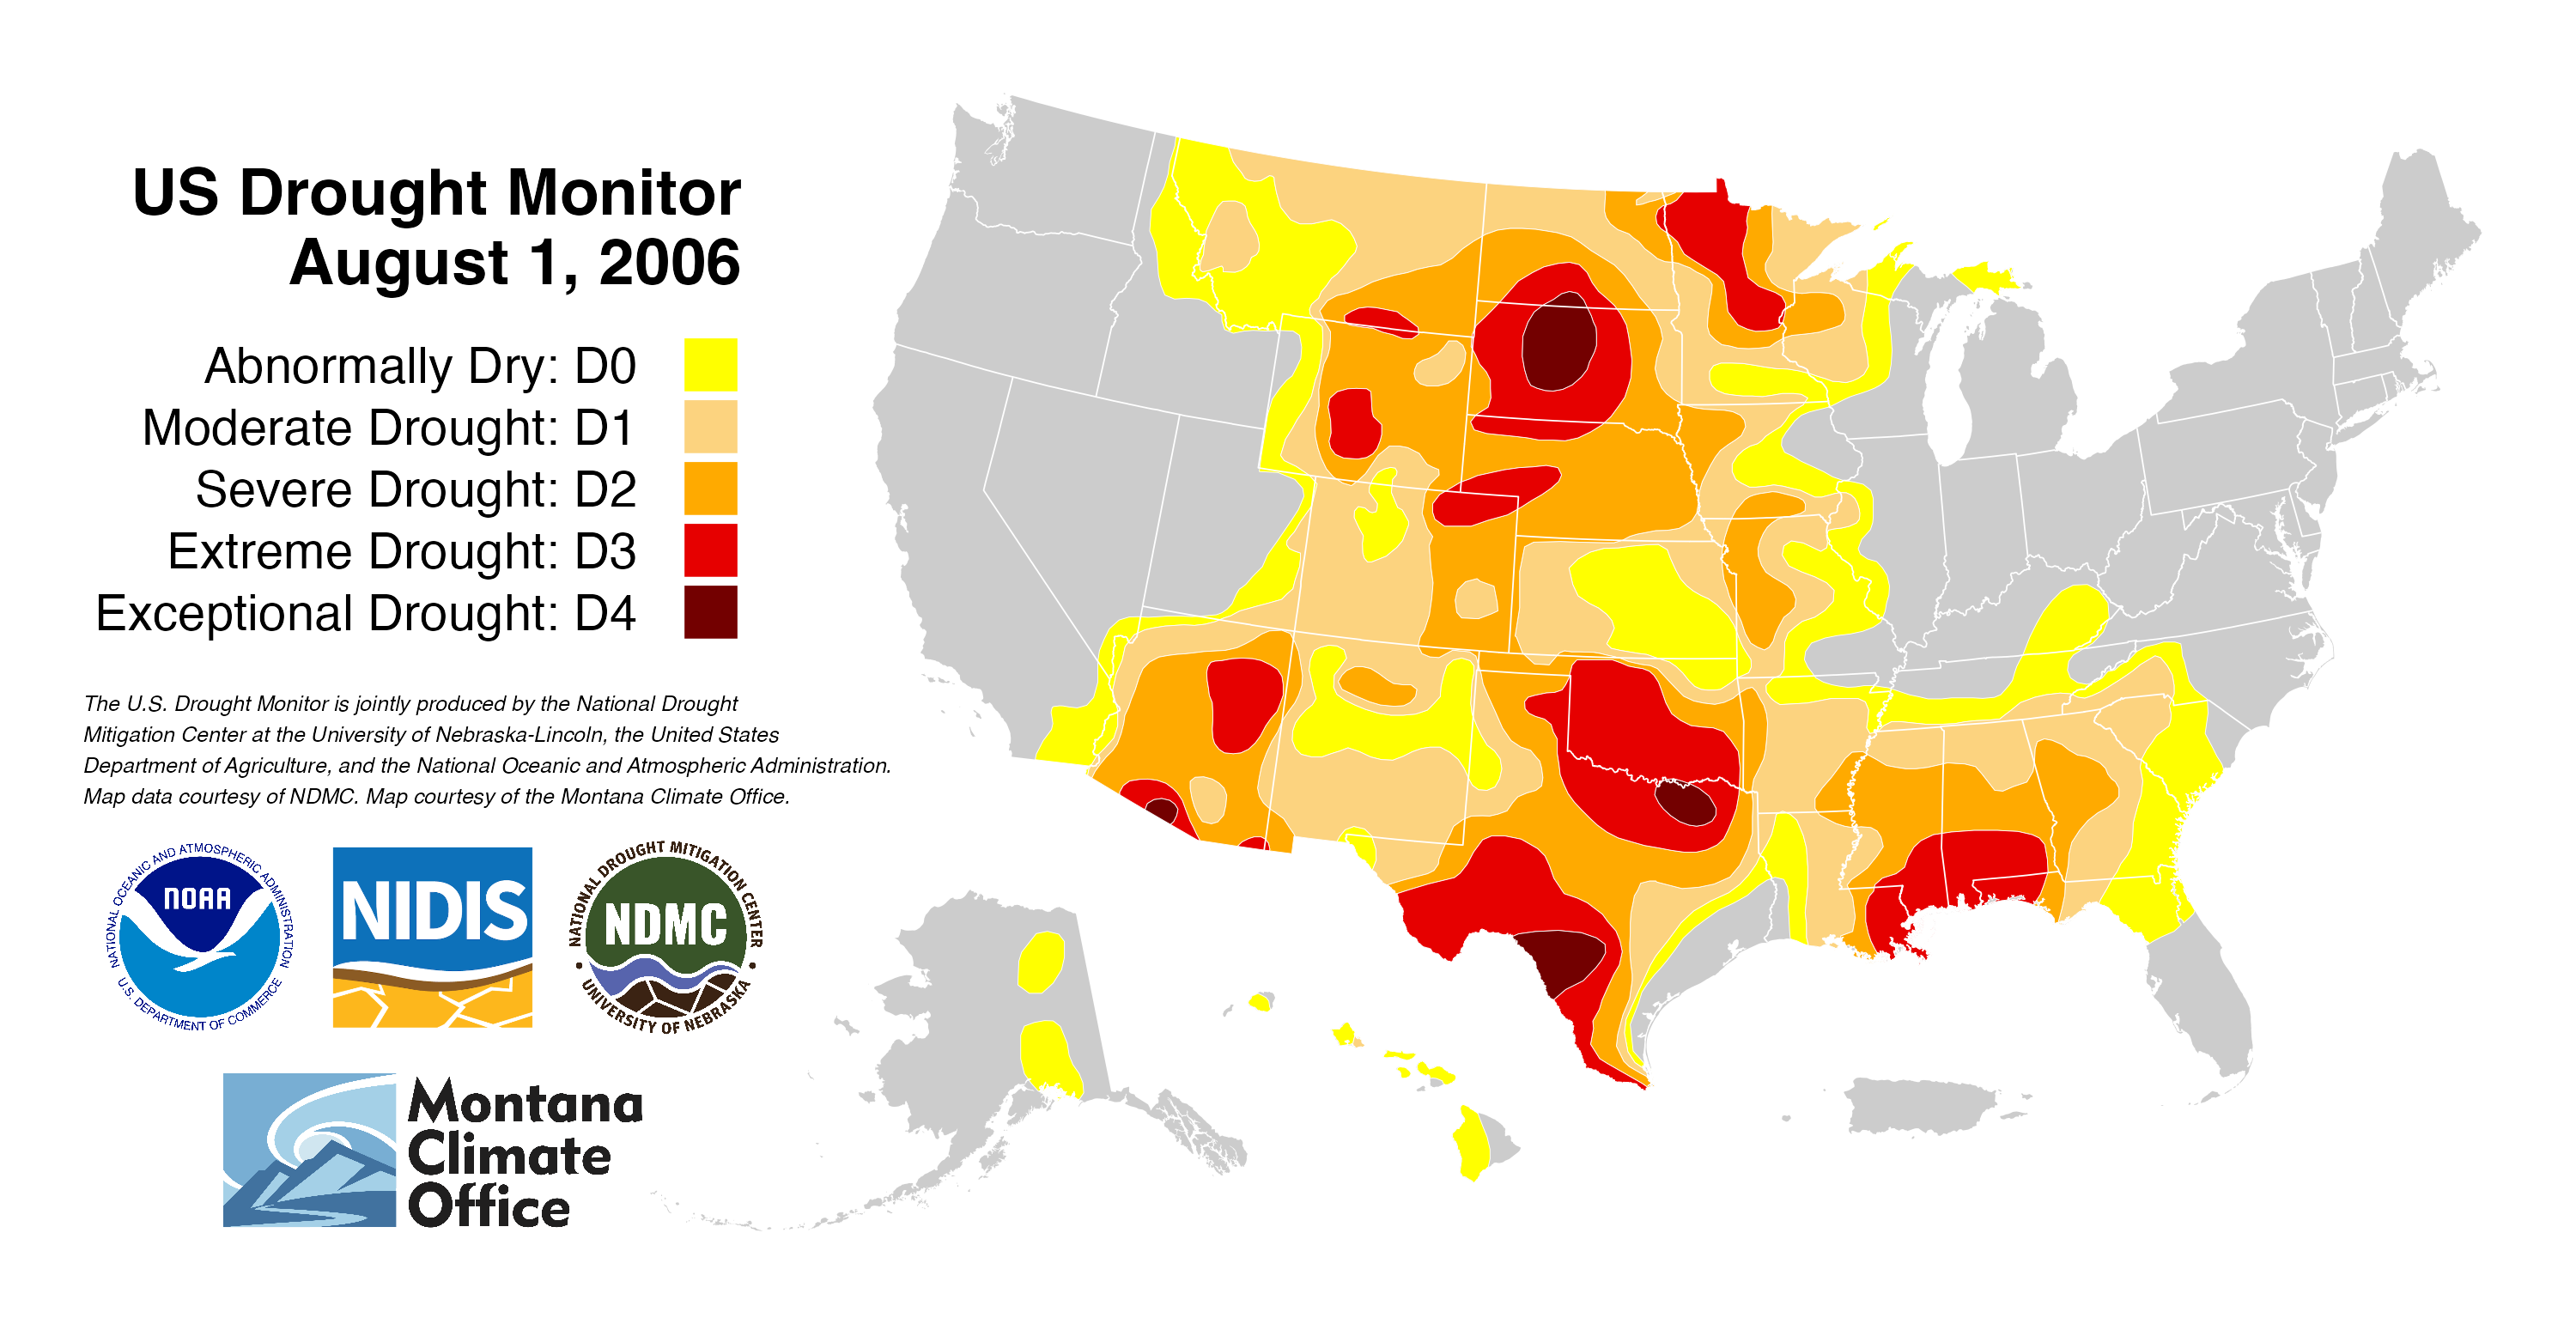 US Drought Monitor
August 1, 2006
Abnormally Dry: D0
Moderate Drought: D1
Severe Drought: D2
Extreme Drought: D3
Exceptional Drought: D4
The U.S. Drought Monitor is jointly produced by the National Drought
Mitigation Center at the University of Nebraska-Lincoln, the United States
Department of Agriculture, and the National Oceanic and Atmospheric Administration.
Map data courtesy of NDMC. Map courtesy of the Montana Climate Office.
NATIONAL OCEANIC AND ATMOSPHERIC ADMINISTRATION
NOAA
U.S. DEPARTMENT OF COMMERCE
NIDIS
NATIONAL DROUGHT MITIGATION CENTER
NDMC
UNIVERSITY OF NEBRASKA
Montana
Climate
Office